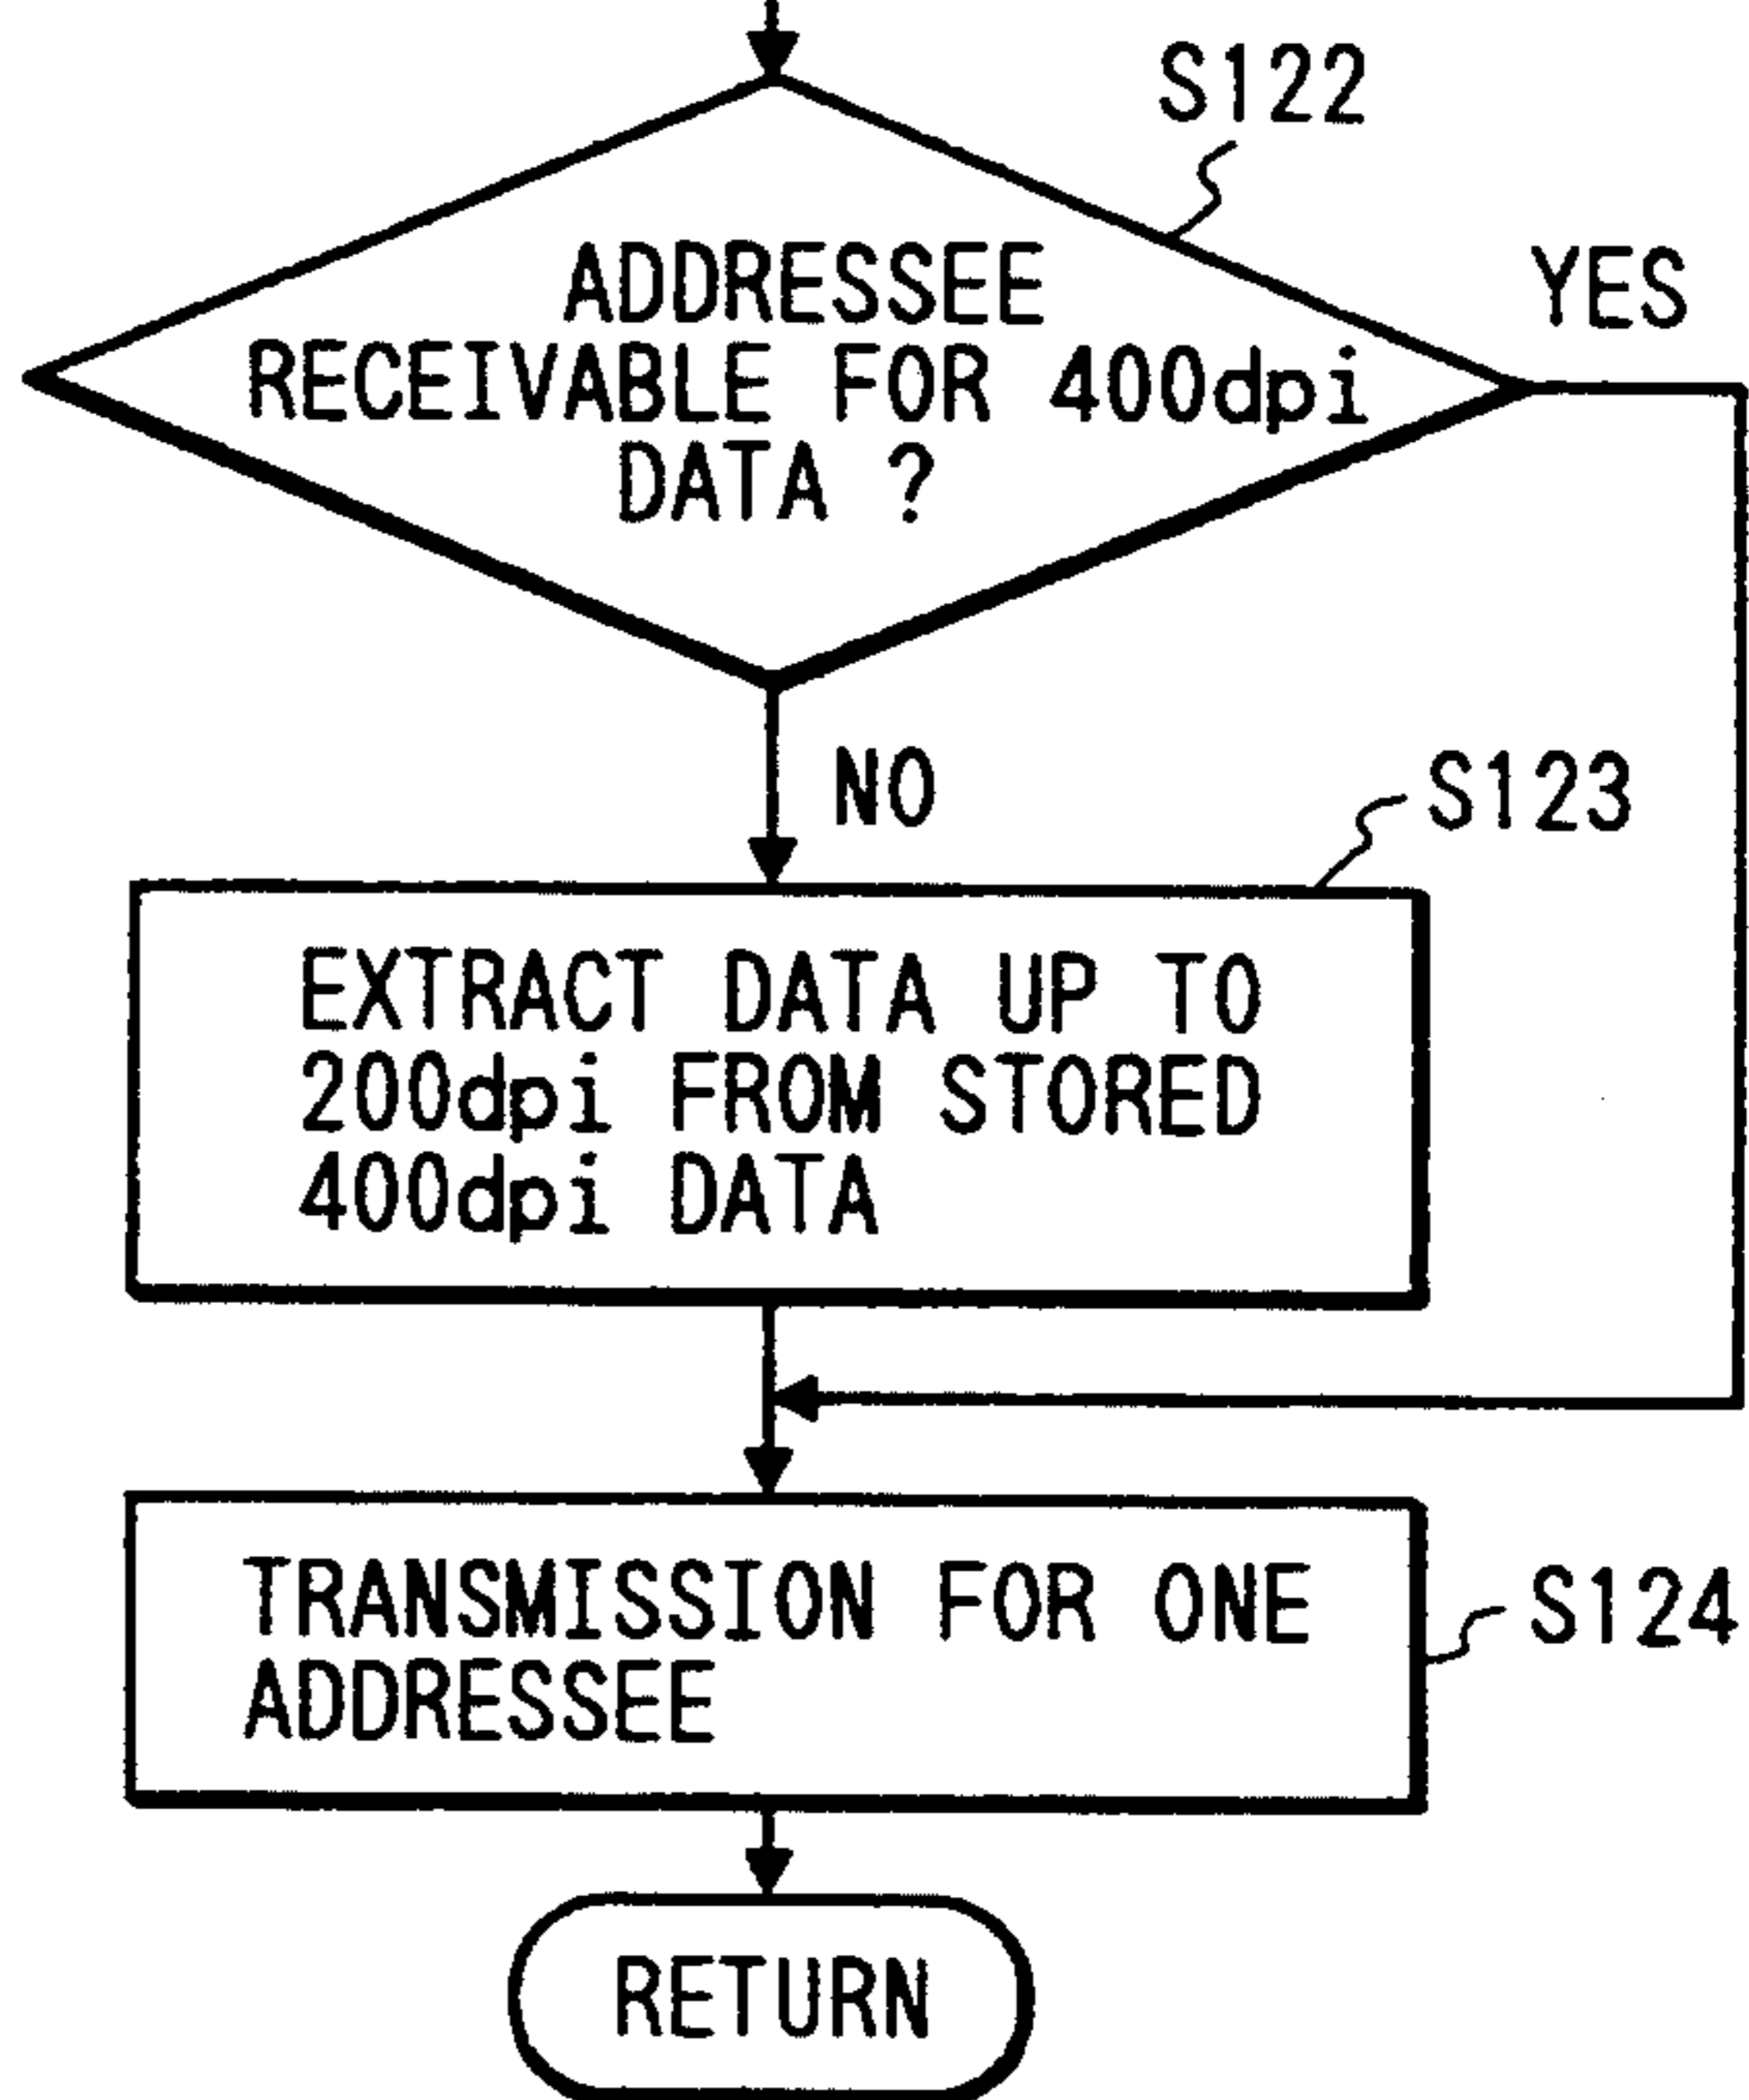 S122
ADDRESSEE
RECEIVABLE FOR 400dpi
DATA ?
YES
NO
S123
EXTRACT DATA UP TO
200dpi FROM STORED
400dpi DATA
TRANSMISSION FOR ONE
ADDRESSEE
S124
RETURN